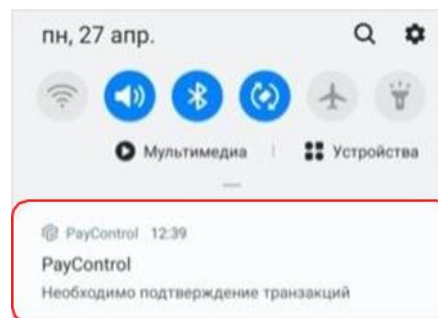 пн, 27 апр.
Мультимедиа Устройства
PayControl 12:39
PayControl
Необходимо подтверждение транзакций